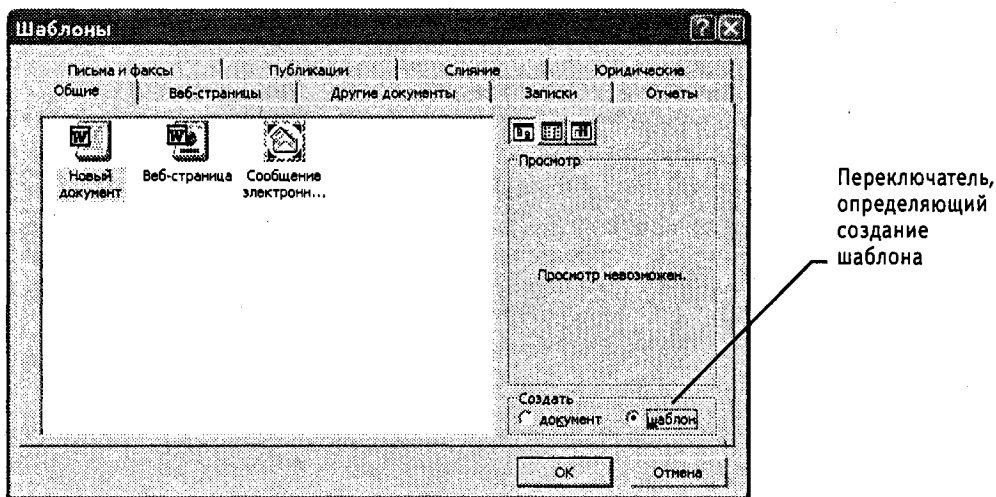 Шаблоны
Письма и факсы Публикации Слияние Юридические
Общие Веб-страницы Другие документы Записки Отчеты
Новый документ
Веб-страница
Сообщение электронн...
Просмотр
Просмотр невозможен.
Создать
документ шаблон
ОК Отмена
Переключатель,
определяющий
создание
шаблона